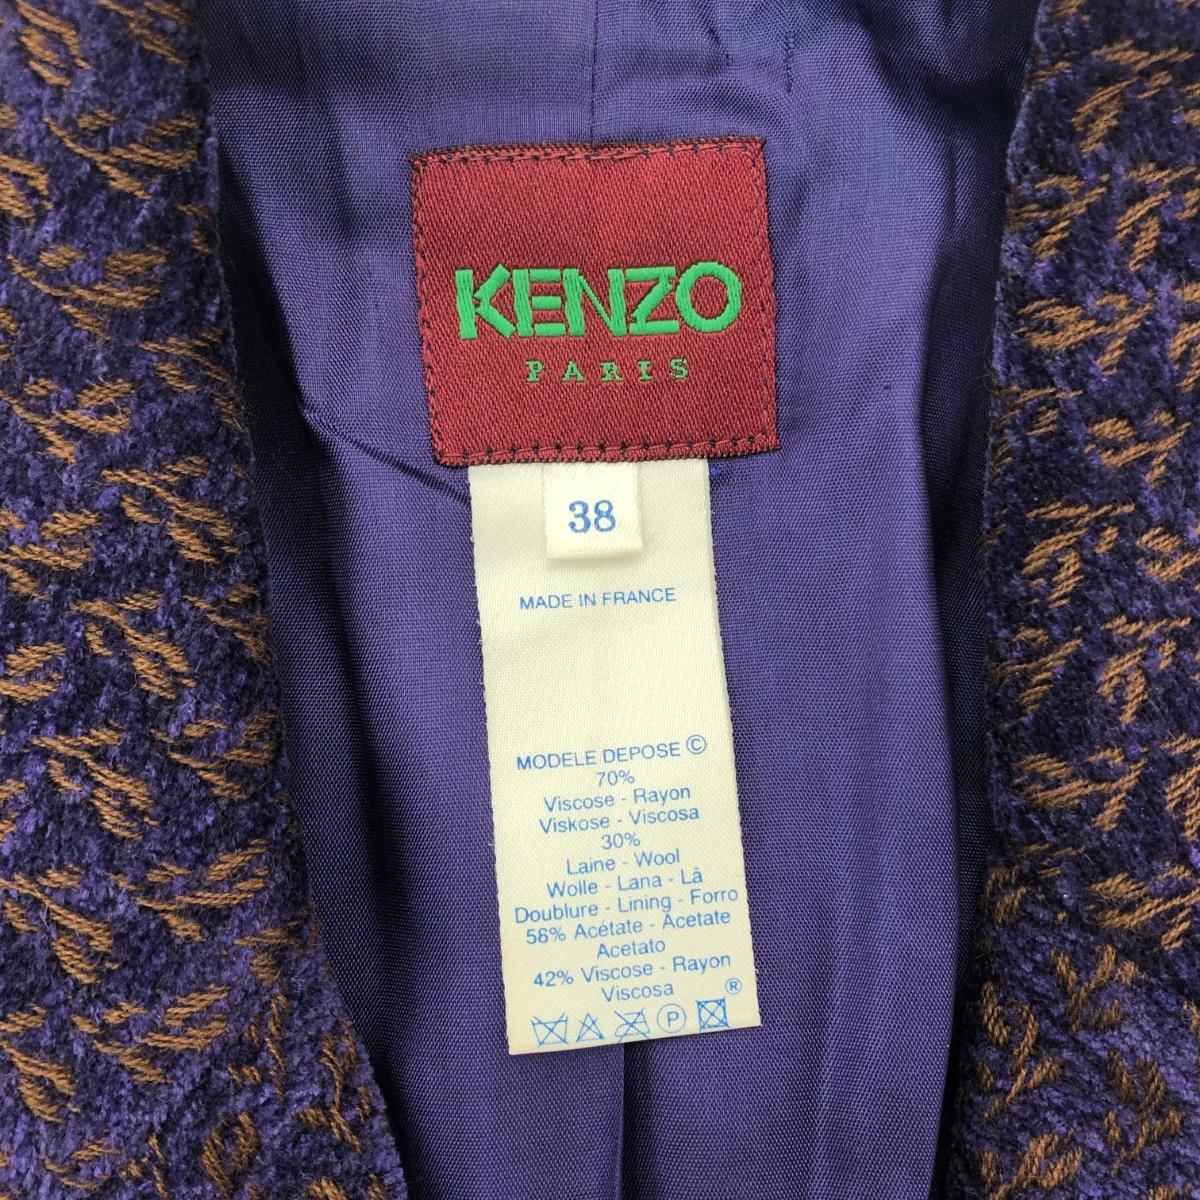 KENZO
PARIS
38
MADE IN FRANCE
MODELE DEPOSE ©
70%
Viscose - Rayon
Viskose - Viscosa
30%
Laine - Wool
Wolle - Lana - Lã
Doublure - Lining - Forro
58% Acétate - Acetate
Acetato
42% Viscose - Rayon
Viscosa
P ®